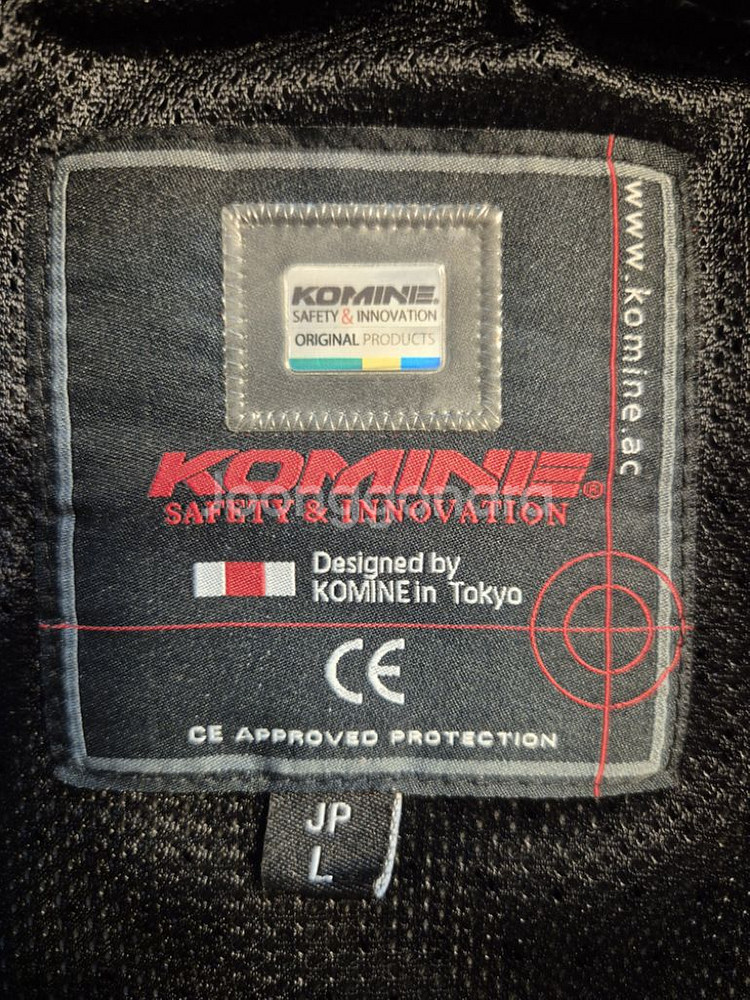 KOMINE.
SAFETY & INNOVATION
ORIGINAL PRODUCTS
www.komine.ac
KOMINE®
SAFETY & INNOVATION
Joonggonara
Designed by
KOMINE in Tokyo
CE
CE APPROVED PROTECTION
JP
L